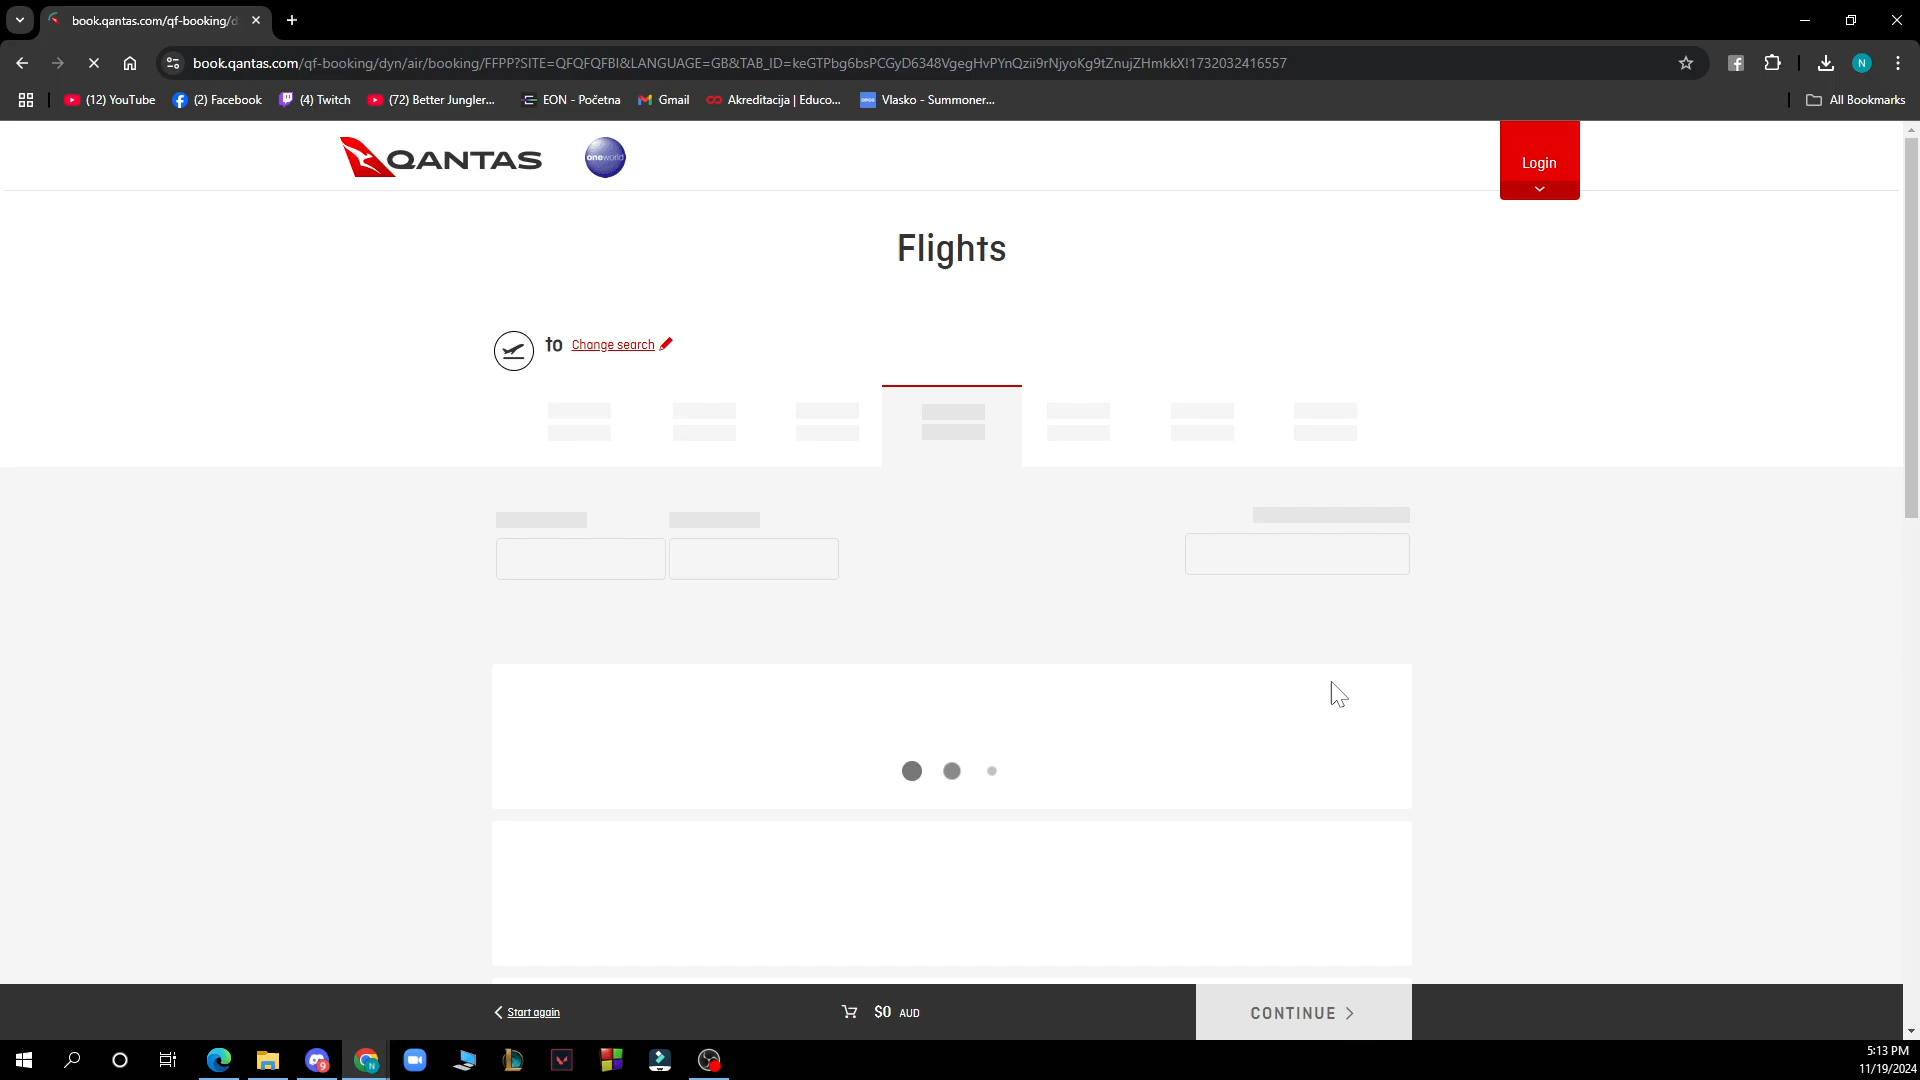 book.qantas.com/qf-booking/d
book.qantas.com/qf-booking/dyn/air/booking/FFPP?SITE=QFQFQFBI&LANGUAGE=GB&TAB_ID=keGTPbg6bsPCGyD6348VgegHvPYnQzii9rNjyoKg9tZnujZHmkkX!1732032416557
N
(12) YouTube
(2) Facebook
(4) Twitch
(72) Better Jungler...
EON - Početna
Gmail
Akreditacija | Educo...
Vlasko - Summoner...
All Bookmarks
QANTAS
oneworld
Login
Flights
to Change search
Start again
$0 AUD
CONTINUE
9
N
5:13 PM
11/19/2024